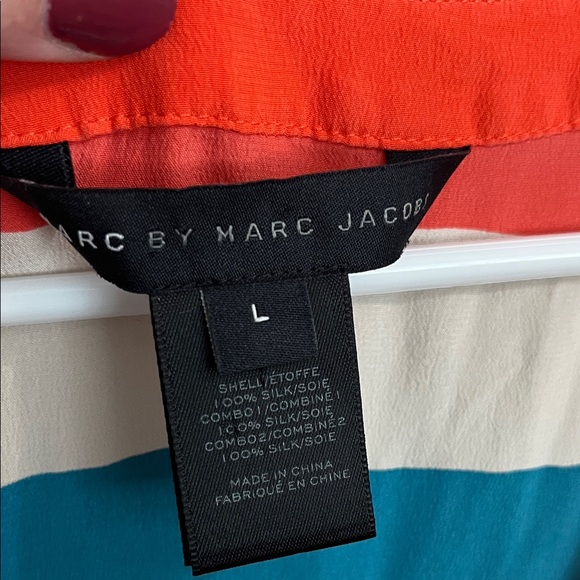 MARC BY MARC JACOBS
L
SHELL/ÉTOFFE
100% SILK/SOIE
COMBO1/COMBINÉ1
100% SILK/SOIE
COMBO2/COMBINÉ2
100% SILK/SOIE
MADE IN CHINA
FABRIQUÉ EN CHINE